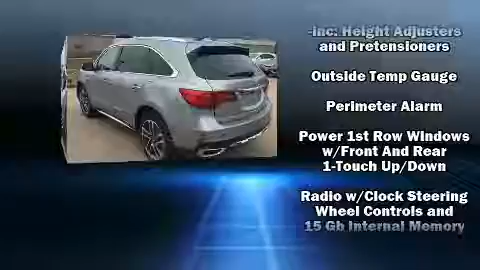 -inc: Height Adjusters
and Pretensioners
Outside Temp Gauge
Perimeter Alarm
Power 1st Row Windows
w/Front And Rear
1-Touch Up/Down
Radio w/Clock Steering
Wheel Controls and
15 Gb Internal Memory